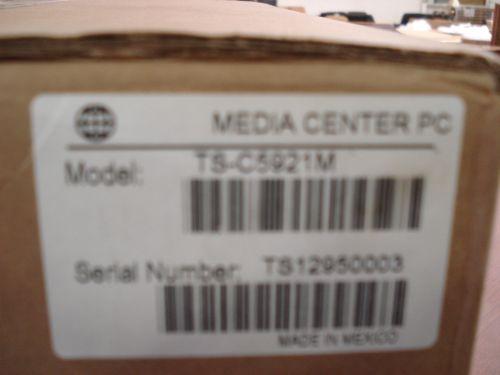 MEDIA CENTER PC
Model: TS-C5921M
Serial Number: TS12950003
MADE IN MEXICO